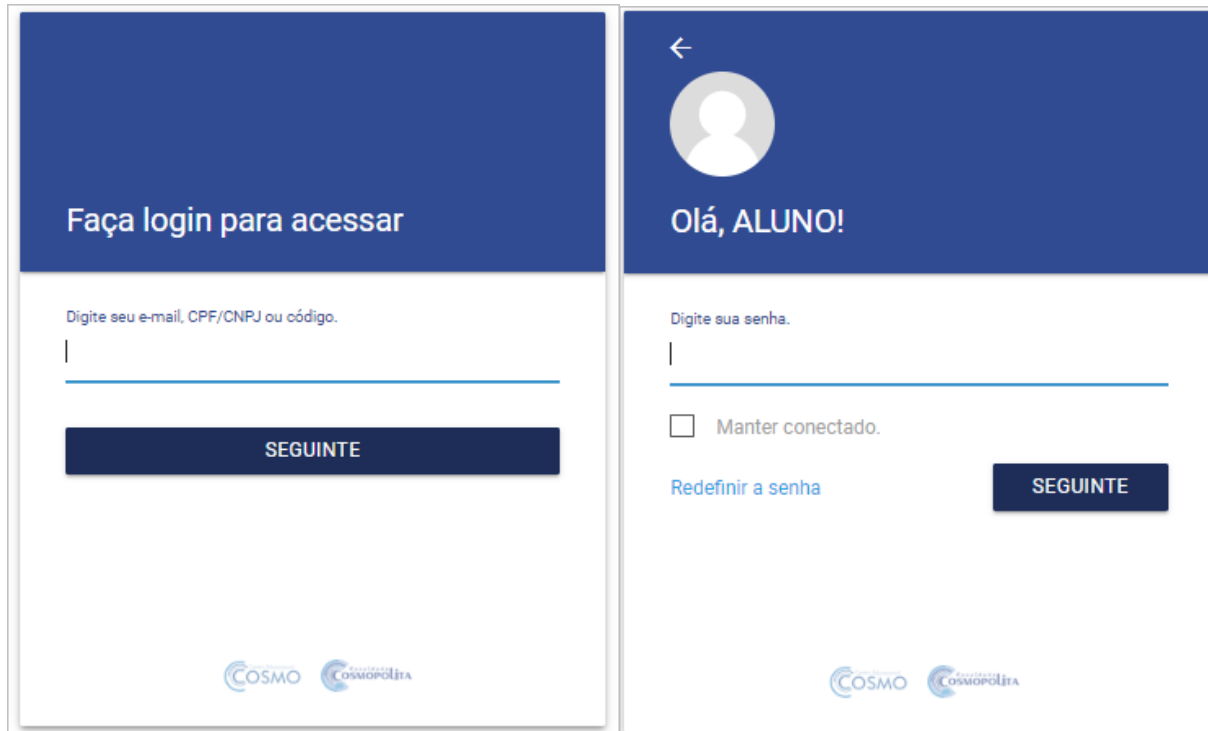 Faça login para acessar
Digite seu e-mail, CPF/CNPJ ou código.
SEGUINTE
COSMO
COSMOPOLITA
Olá, ALUNO!
Digite sua senha.
Manter conectado.
Redefinir a senha
SEGUINTE
COSMO
COSMOPOLITA